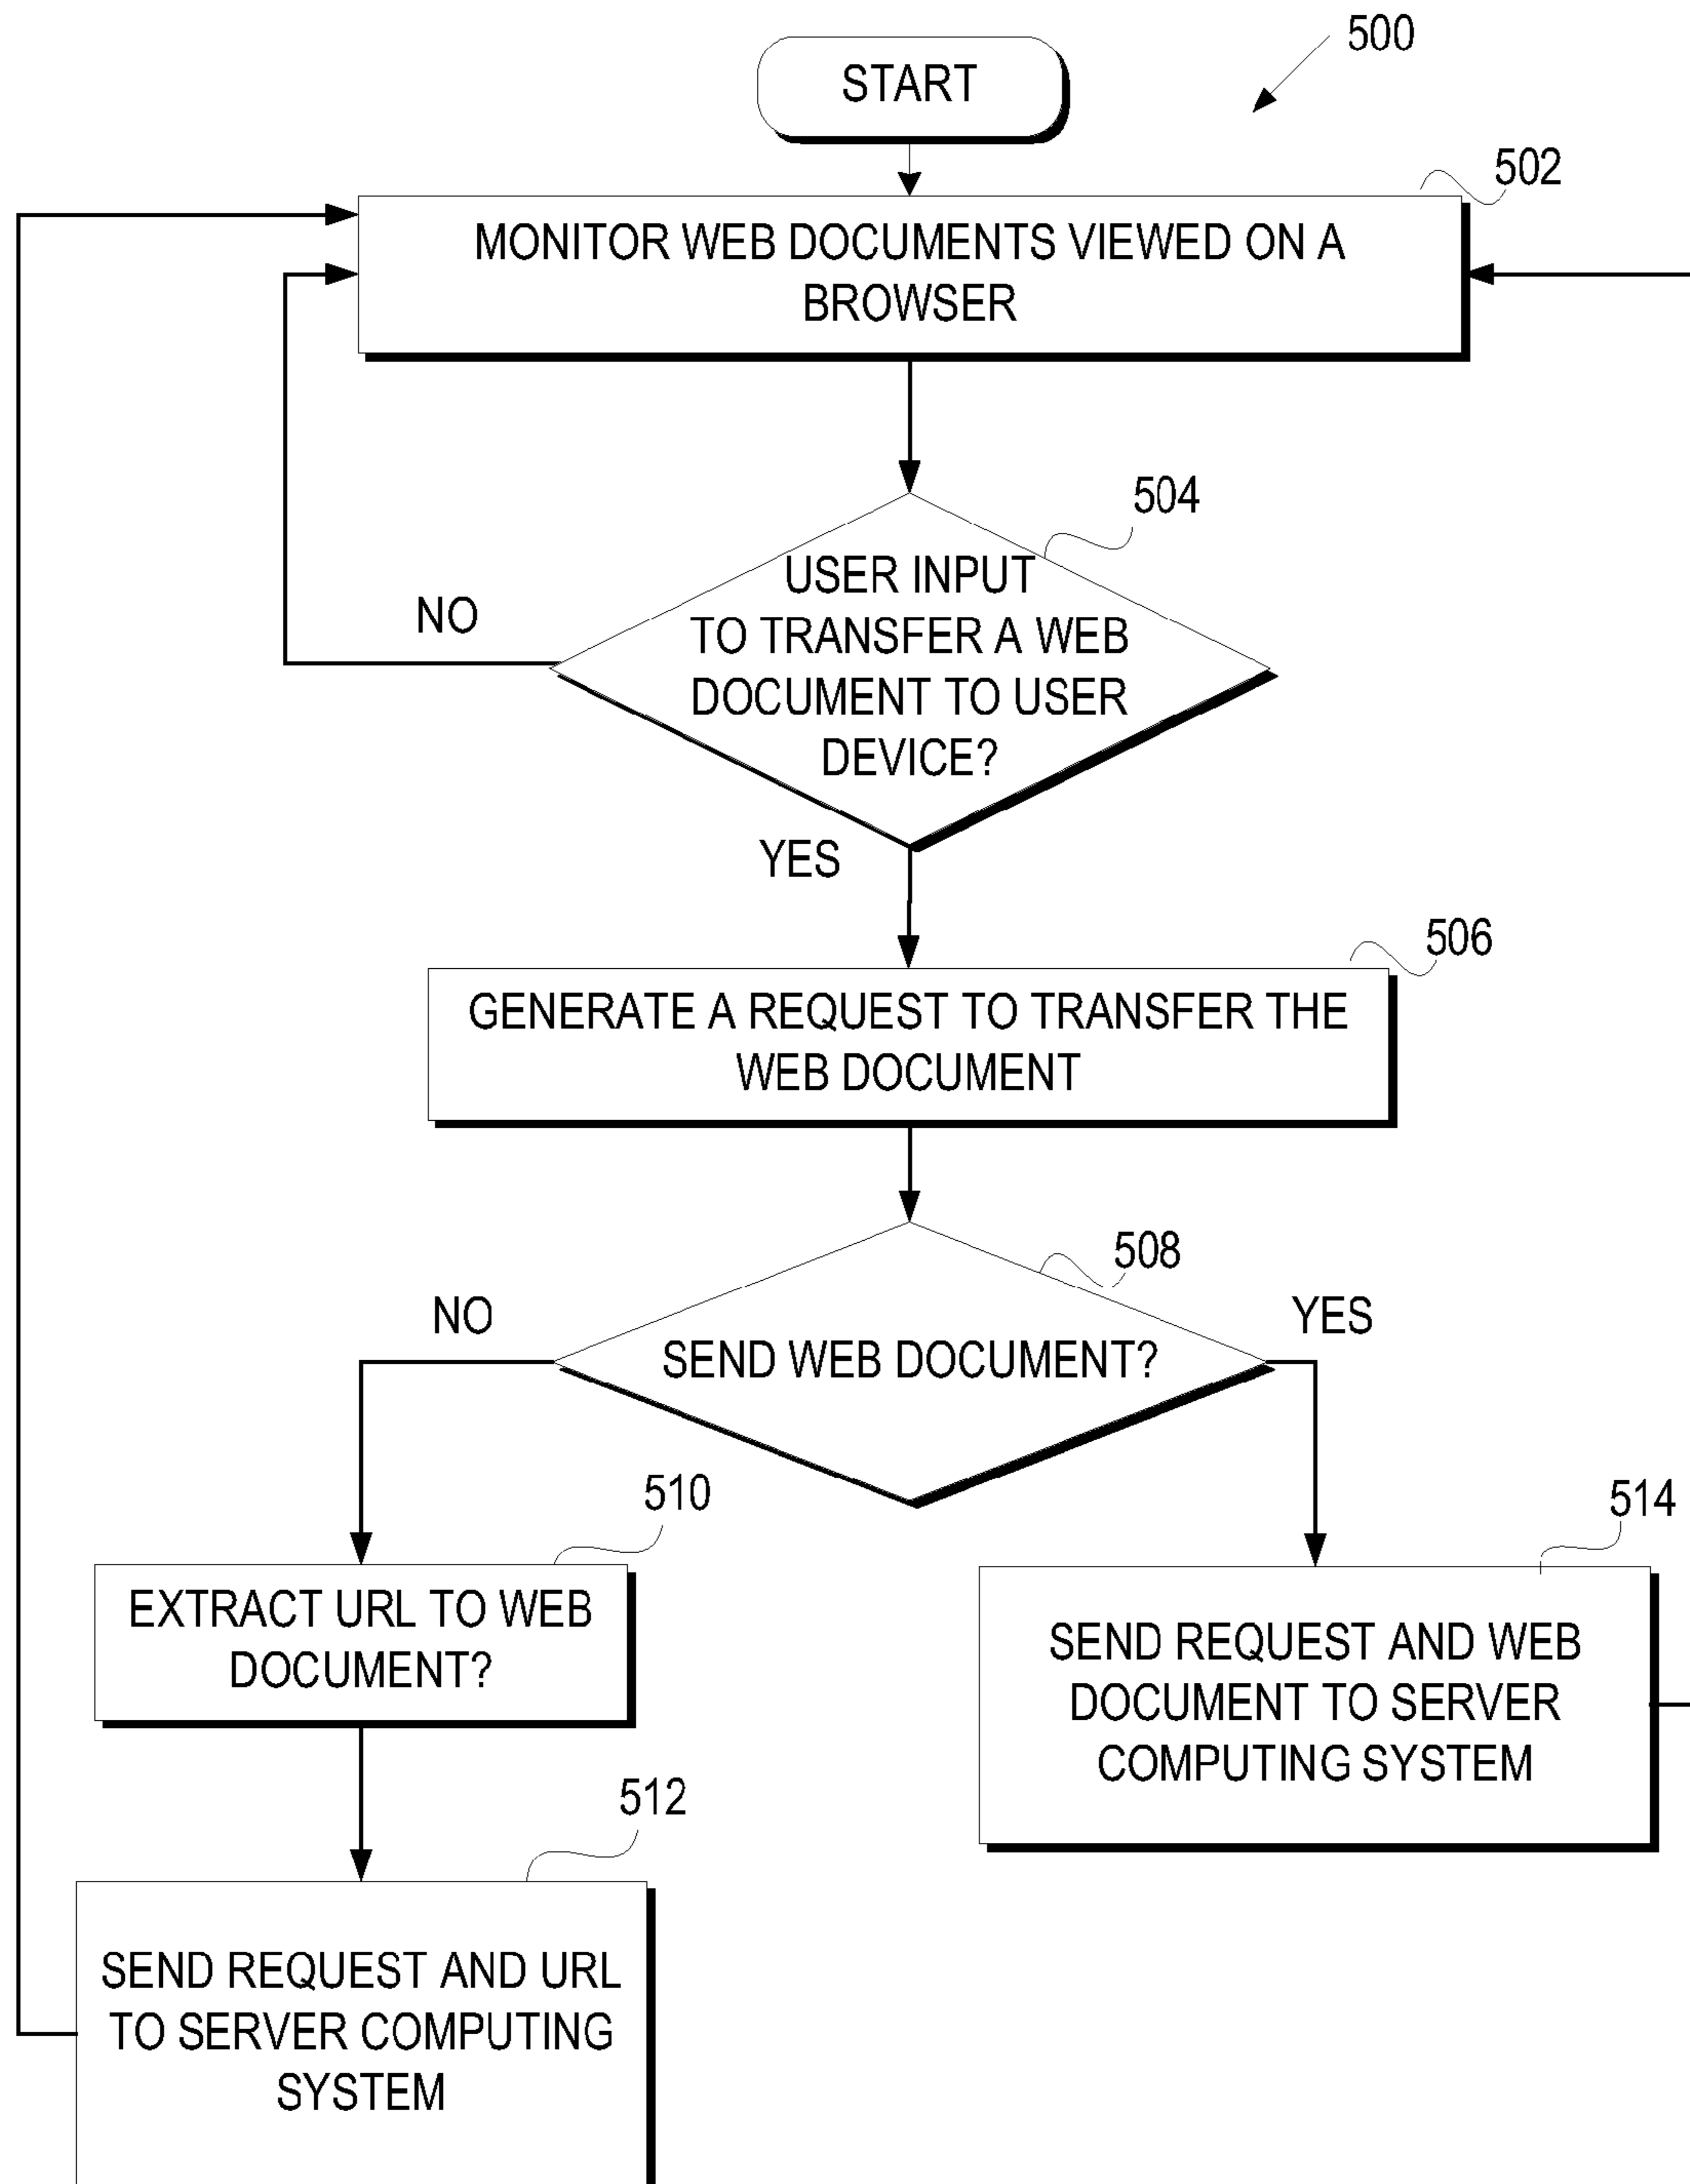 500
START
502
MONITOR WEB DOCUMENTS VIEWED ON A
BROWSER
504
USER INPUT
TO TRANSFER A WEB
DOCUMENT TO USER
DEVICE?
NO
YES
506
GENERATE A REQUEST TO TRANSFER THE
WEB DOCUMENT
508
NO
YES
SEND WEB DOCUMENT?
510
EXTRACT URL TO WEB
DOCUMENT?
514
SEND REQUEST AND WEB
DOCUMENT TO SERVER
COMPUTING SYSTEM
512
SEND REQUEST AND URL
TO SERVER COMPUTING
SYSTEM